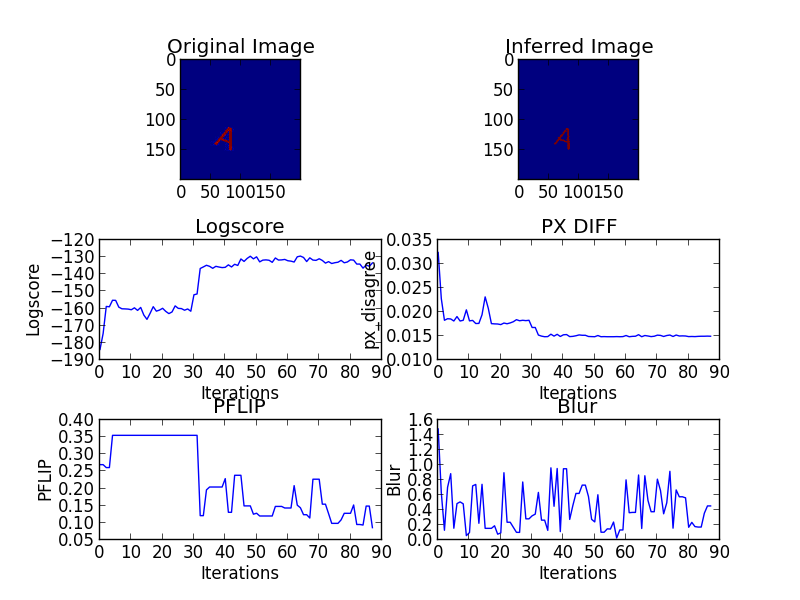 Original Image
Inferred Image
0
50
100
150
0 50 100 150
0
50
100
150
0 50 100 150
A
A
Logscore
PX DIFF
−120
−130
−140
−150
−160
−170
−180
−190
Logscore
0 10 20 30 40 50 60 70 80 90
Iterations
0.035
0.030
0.025
0.020
0.015
0.010
px_disagree
0 10 20 30 40 50 60 70 80 90
Iterations
PFLIP
Blur
0.40
0.35
0.30
0.25
0.20
0.15
0.10
0.05
PFLIP
0 10 20 30 40 50 60 70 80 90
Iterations
1.6
1.4
1.2
1.0
0.8
0.6
0.4
0.2
0.0
Blur
0 10 20 30 40 50 60 70 80 90
Iterations